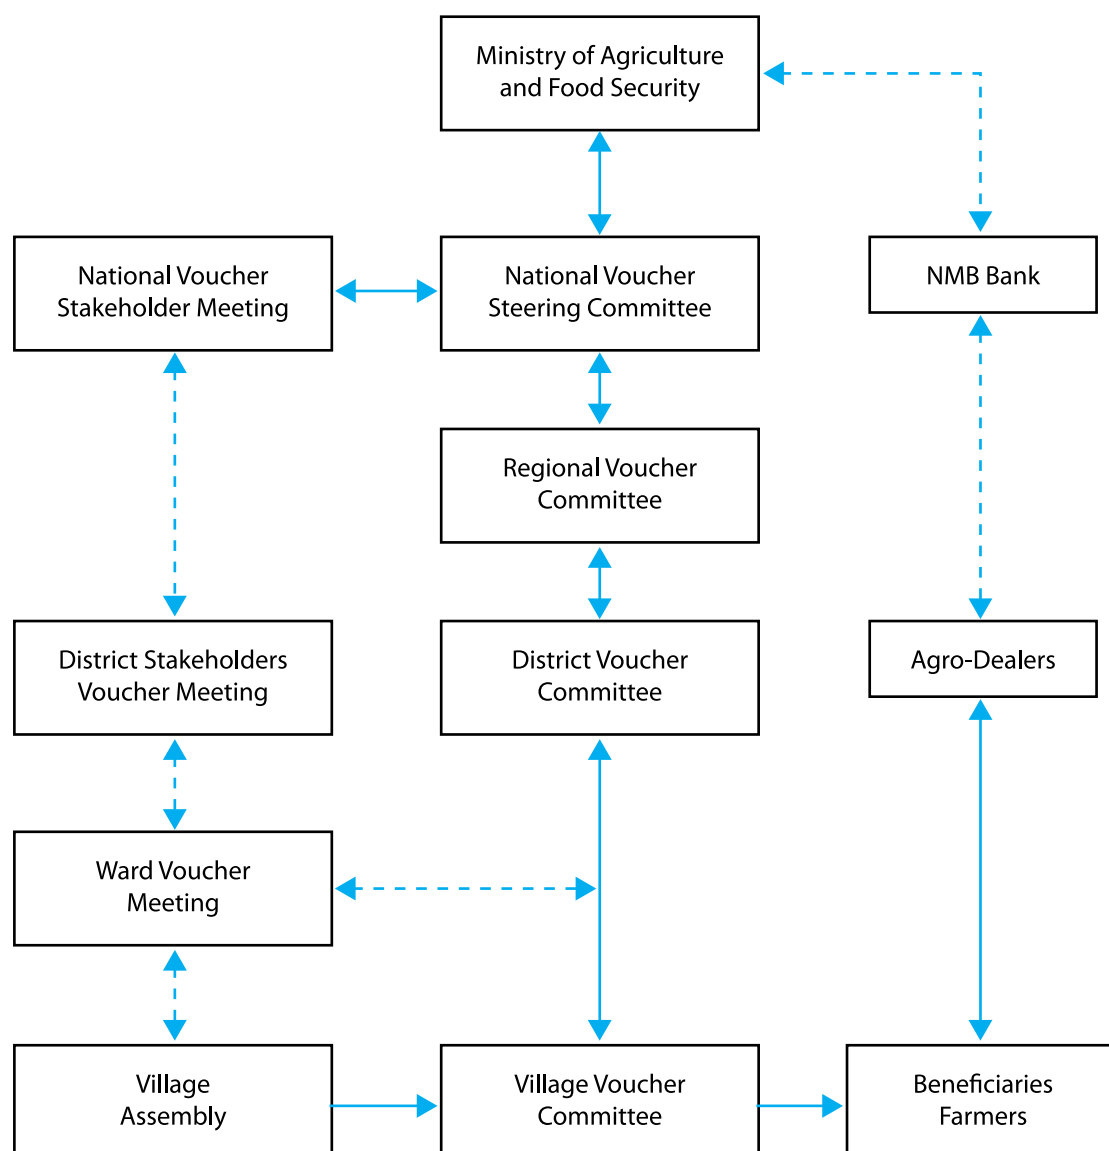 Ministry of Agriculture
and Food Security
National Voucher
Stakeholder Meeting
National Voucher
Steering Committee
NMB Bank
Regional Voucher
Committee
District Stakeholders
Voucher Meeting
District Voucher
Committee
Agro-Dealers
Ward Voucher
Meeting
Village
Assembly
Village Voucher
Committee
Beneficiaries
Farmers